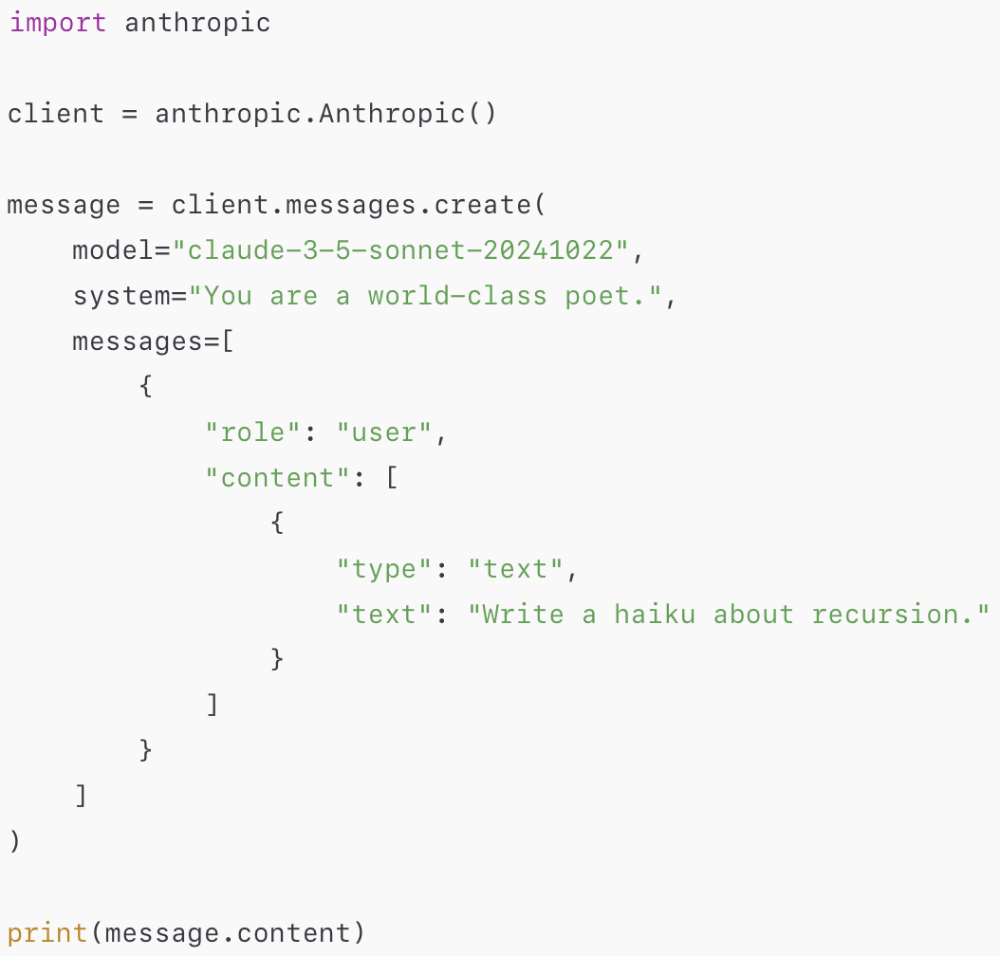 import anthropic

client = anthropic.Anthropic()

message = client.messages.create(
    model="claude-3-5-sonnet-20241022",
    system="You are a world-class poet.",
    messages=[
        {
            "role": "user",
            "content": [
                {
                    "type": "text",
                    "text": "Write a haiku about recursion."
                }
            ]
        }
    ]
)

print(message.content)